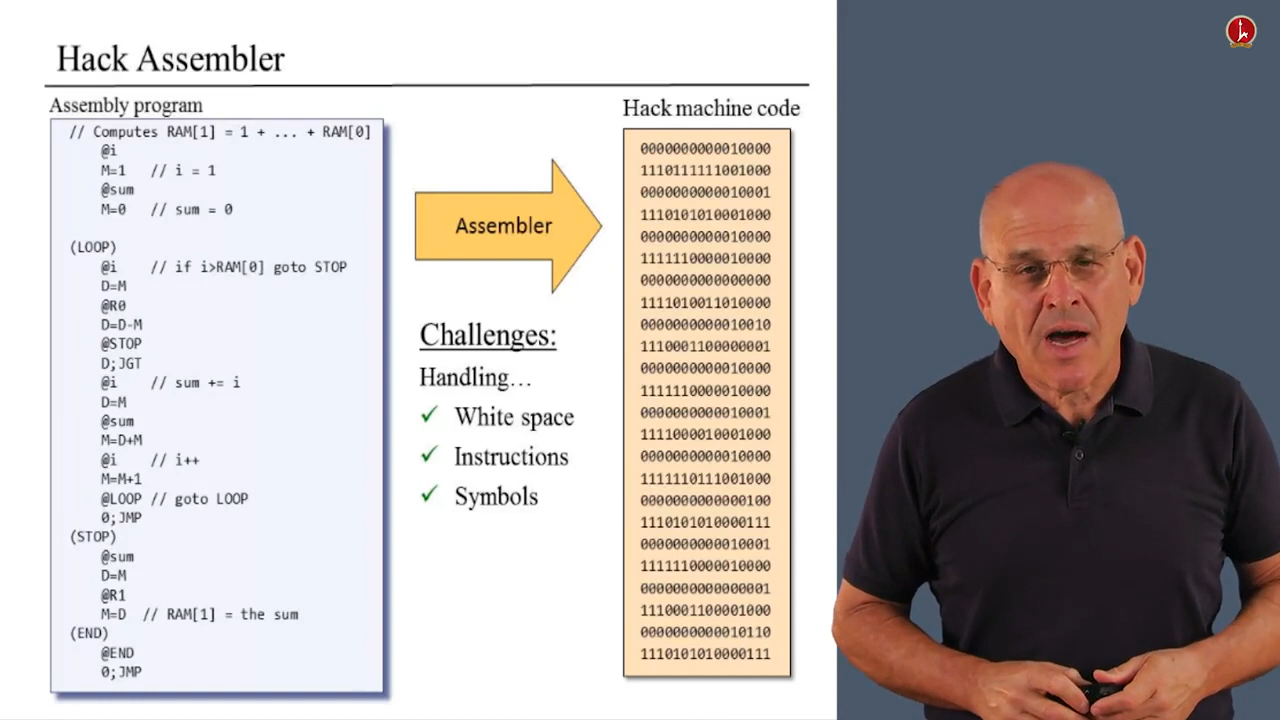 Hack Assembler
Assembly program
// Computes RAM[1] = 1 + ... + RAM[0]
@i
M=1 // i = 1
@sum
M=0 // sum = 0
(LOOP)
@i // if i>RAM[0] goto STOP
D=M
@R0
D=D-M
@STOP
D;JGT
@i // sum += i
D=M
@sum
M=D+M
@i // i++
M=M+1
@LOOP // goto LOOP
0;JMP
(STOP)
@sum
D=M
@R1
M=D // RAM[1] = the sum
(END)
@END
0;JMP
Assembler
Challenges:
Handling…
✓ White space
✓ Instructions
✓ Symbols
Hack machine code
0000000000010000
1110111111001000
0000000000010001
1110101010001000
0000000000010000
1111110000010000
0000000000000000
1111010011010000
0000000000010010
1110001100000001
0000000000010000
1111110000010000
0000000000010001
1111000010001000
0000000000010000
1111110111001000
0000000000000100
1110101010000111
0000000000010001
1111110000010000
0000000000000001
1110001100001000
0000000000010110
1110101010000111